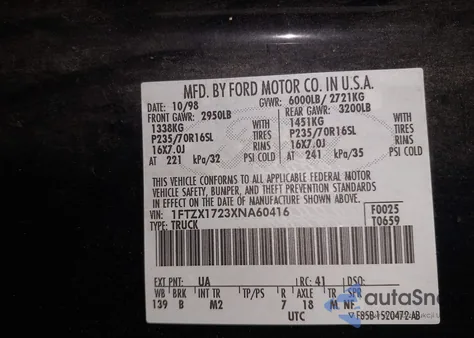 MFD. BY FORD MOTOR CO. IN U.S.A.
DATE: 10/98 GVWR: 6000LB/ 2721KG
FRONT GAWR: 2950LB REAR GAWR: 3200LB
1338KG WITH 1451KG WITH
P235/70R16SL TIRES P235/70R16SL TIRES
16X7.0J RIMS 16X7.0J RIMS
AT 221 kPa/32 PSI COLD AT 241 kPa/35 PSI COLD
THIS VEHICLE CONFORMS TO ALL APPLICABLE FEDERAL MOTOR
VEHICLE SAFETY, BUMPER, AND THEFT PREVENTION STANDARDS
IN EFFECT ON THE DATE OF MANUFACTURE SHOWN ABOVE.
VIN: 1FTZX1723XNA60416 F0025
TYPE: TRUCK T0659
EXT PNT: UA RC: 41 DSO:
WB BRK INT TR TP/PS R AXLE TR SPR
139 B M2 7 18 M NF
UTC F85B-1520472-AB